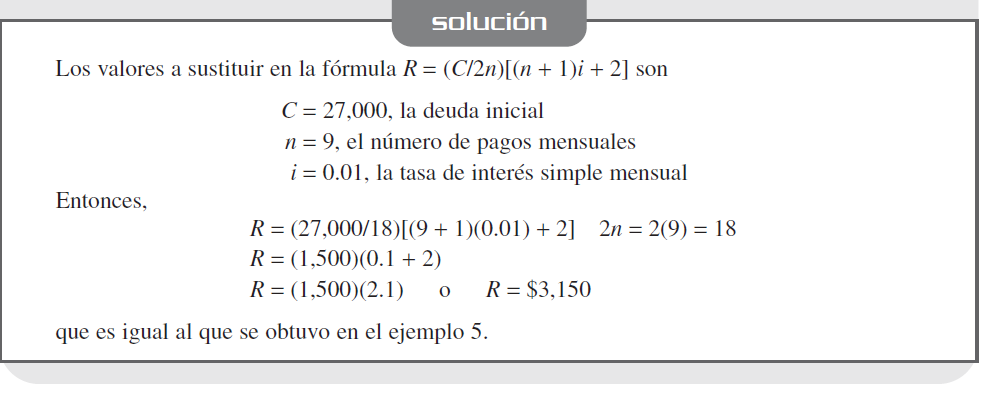 solución
Los valores a sustituir en la fórmula R = (C/2n)[(n + 1)i + 2] son
C = 27,000, la deuda inicial
n = 9, el número de pagos mensuales
i = 0.01, la tasa de interés simple mensual
Entonces,
R = (27,000/18)[(9 + 1)(0.01) + 2] 2n = 2(9) = 18
R = (1,500)(0.1 + 2)
R = (1,500)(2.1) o R = $3,150
que es igual al que se obtuvo en el ejemplo 5.